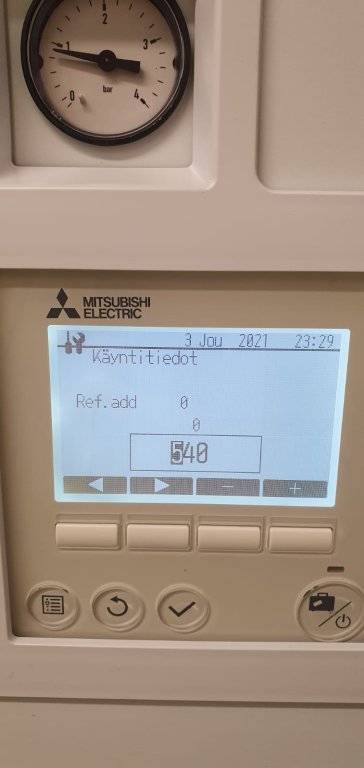 2
1
3
0
bar
4
MITSUBISHI
ELECTRIC
3 Jou 2021 23:29
Käyntitiedot
Ref.add 0
0
540
− +